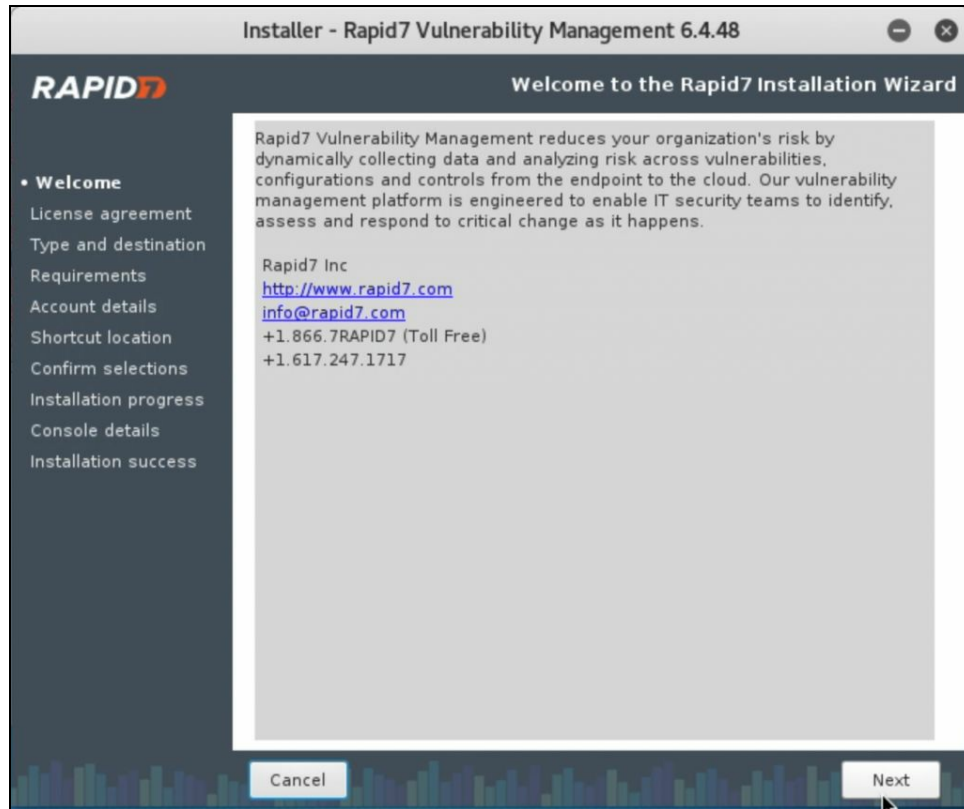 Installer - Rapid7 Vulnerability Management 6.4.48
RAPID7
Welcome to the Rapid7 Installation Wizard
• Welcome
License agreement
Type and destination
Requirements
Account details
Shortcut location
Confirm selections
Installation progress
Console details
Installation success
Rapid7 Vulnerability Management reduces your organization's risk by
dynamically collecting data and analyzing risk across vulnerabilities,
configurations and controls from the endpoint to the cloud. Our vulnerability
management platform is engineered to enable IT security teams to identify,
assess and respond to critical change as it happens.
Rapid7 Inc
http://www.rapid7.com
info@rapid7.com
+1.866.7RAPID7 (Toll Free)
+1.617.247.1717
Cancel
Next